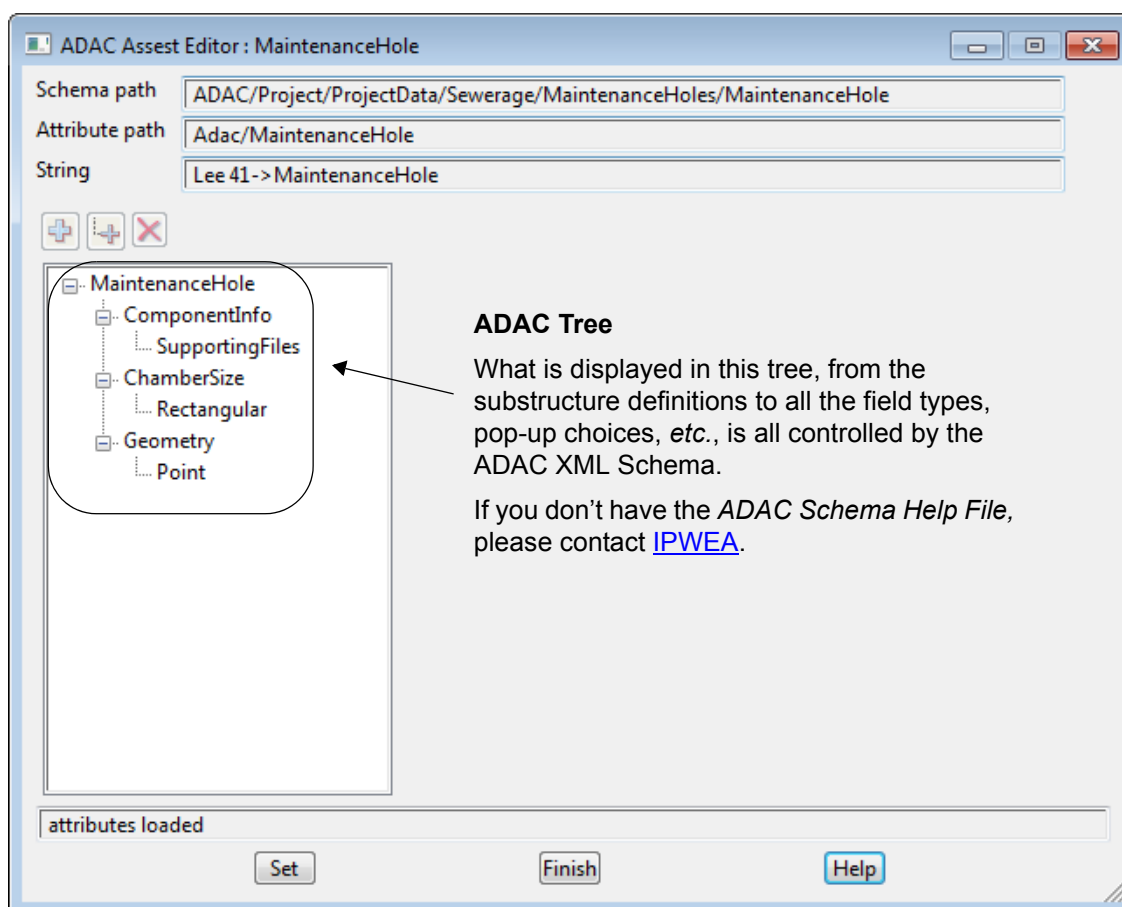 ADAC Assest Editor : MaintenanceHole
Schema path ADAC/Project/ProjectData/Sewerage/MaintenanceHoles/MaintenanceHole
Attribute path Adac/MaintenanceHole
String Lee 41->MaintenanceHole
MaintenanceHole
ComponentInfo
SupportingFiles
ChamberSize
Rectangular
Geometry
Point
ADAC Tree
What is displayed in this tree, from the
substructure definitions to all the field types,
pop-up choices, etc., is all controlled by the
ADAC XML Schema.
If you don’t have the ADAC Schema Help File,
please contact IPWEA.
attributes loaded
Set Finish Help